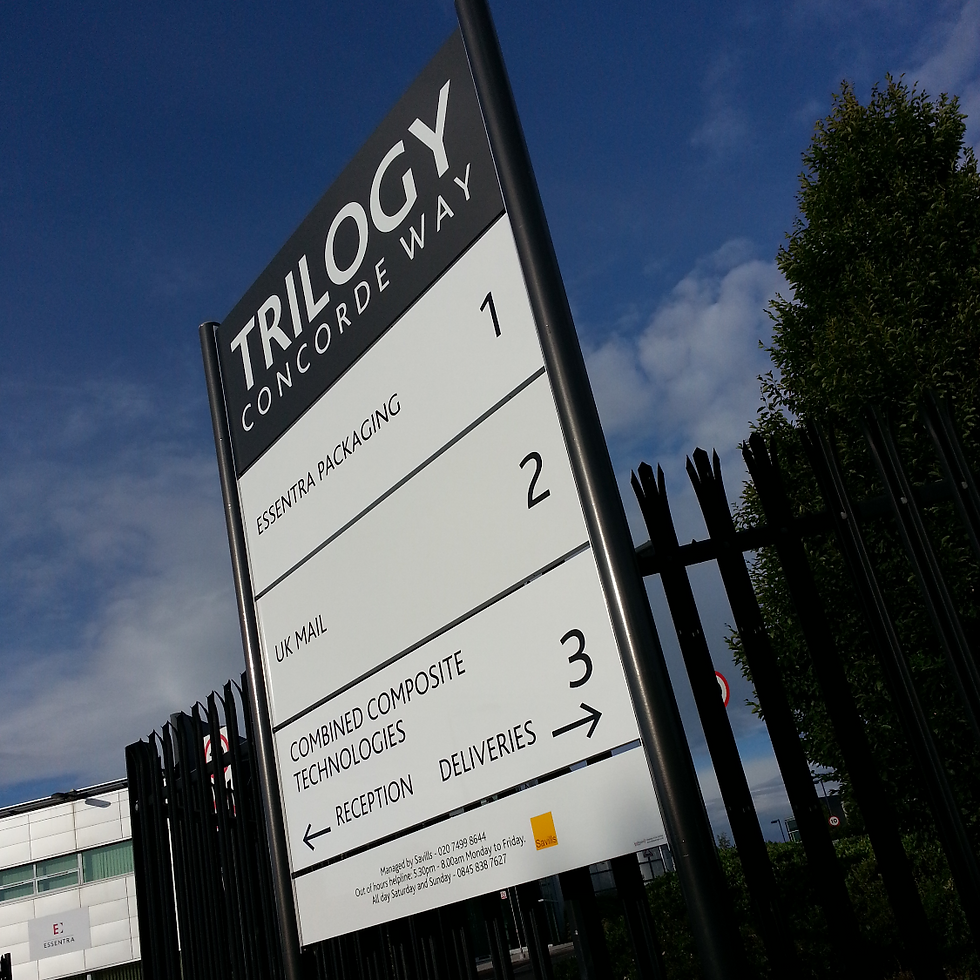 TRILOGY
CONCORDE WAY
1
ESSENTRA PACKAGING
2
UK MAIL
3
COMBINED COMPOSITE
TECHNOLOGIES
DELIVERIES →
← RECEPTION
Managed by Savills - 020 7499 8644
Out of hours helpline: 5.30pm - 8.00am Monday to Friday.
All day Saturday and Sunday - 0845 838 7627
Savills
E
ESSENTRA
10